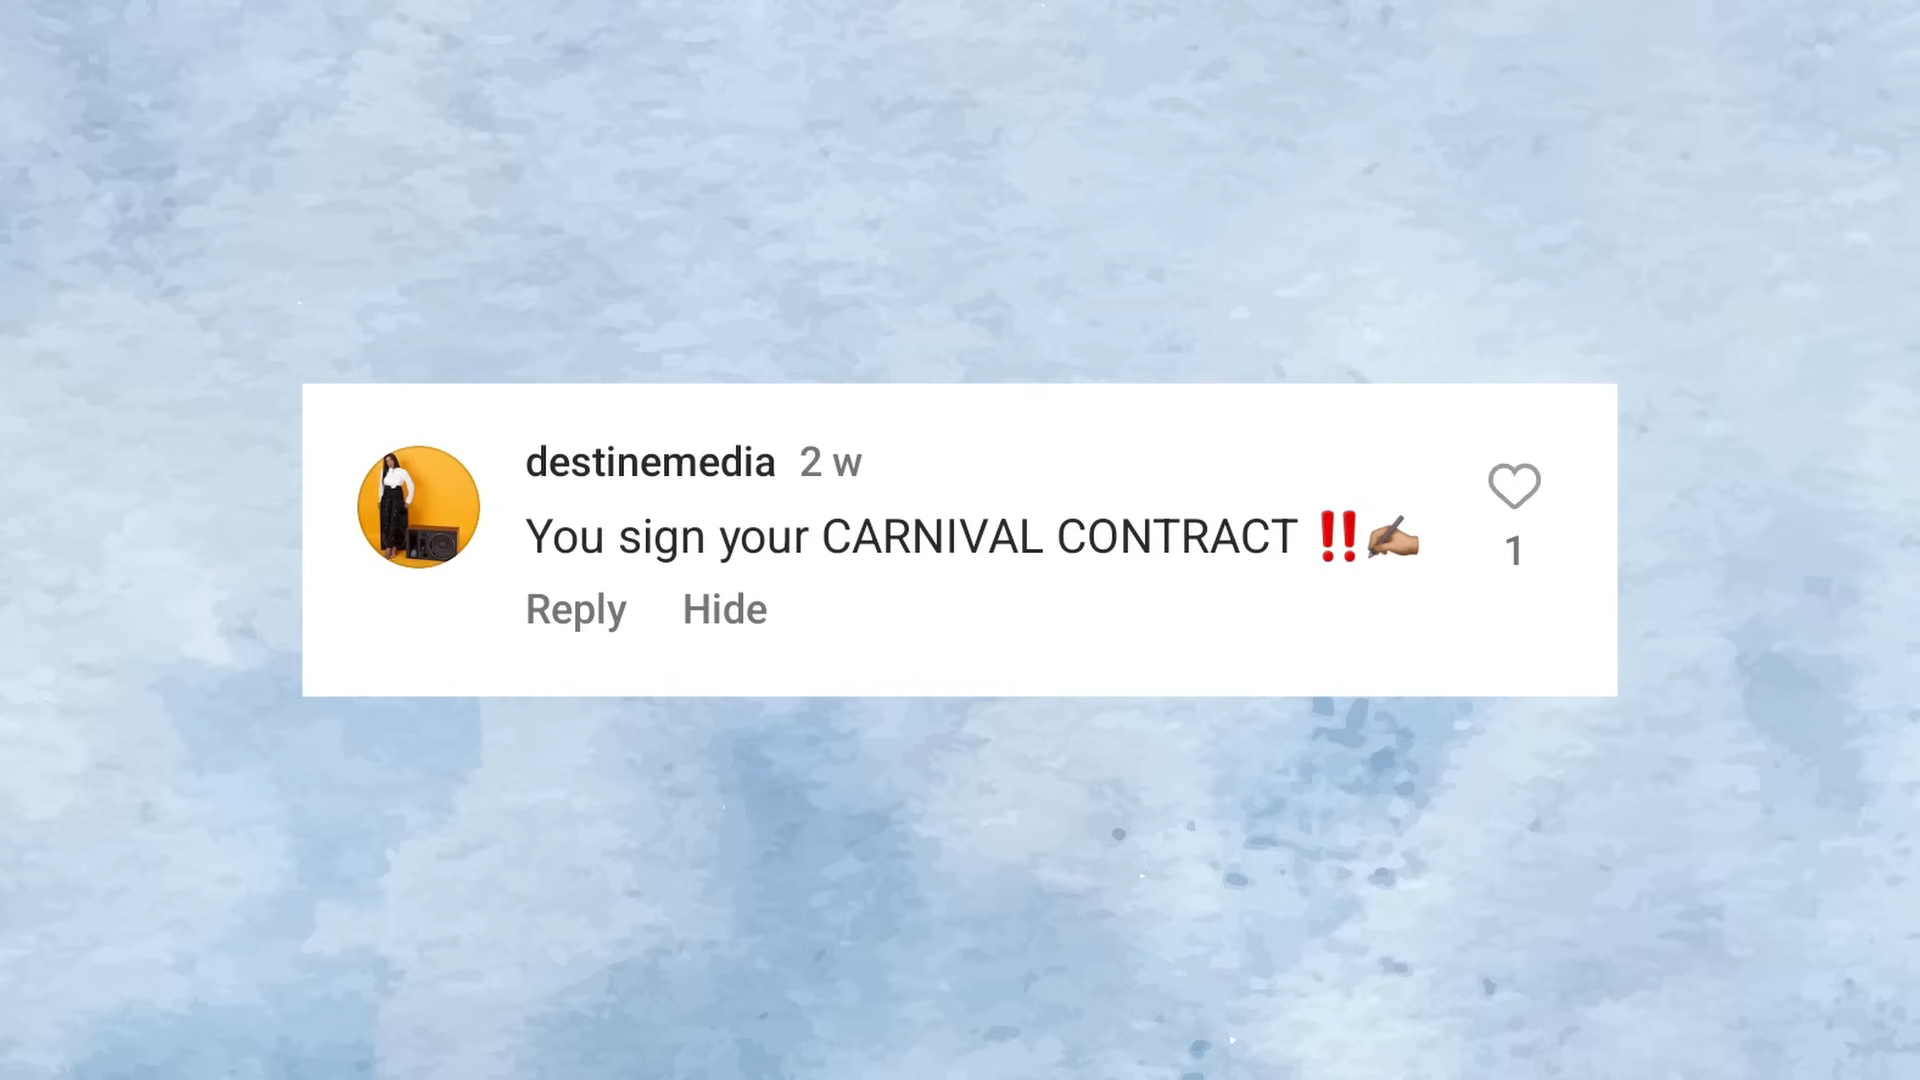 destinemedia 2 w
You sign your CARNIVAL CONTRACT ‼️✍🏽
1
Reply Hide